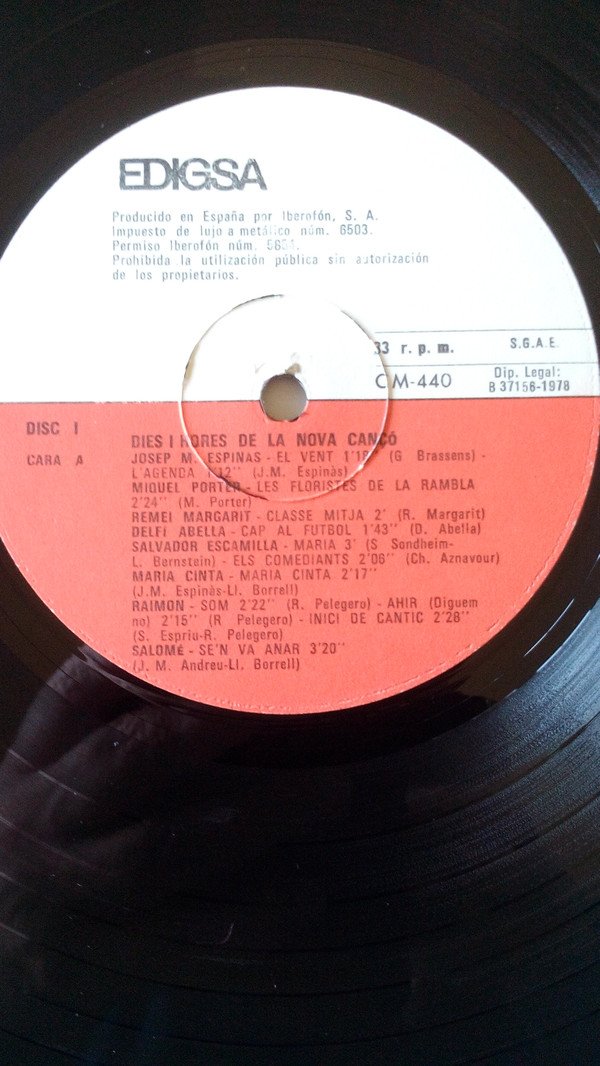 EDIGSA
Producido en España por Iberofón, S. A.
Impuesto de lujo a metálico núm. 6503.
Permiso Iberofón núm.
Prohibida la utilización pública sin autorización
de los propietarios.
33 r. p. m.
S.G.A.E.
CM-440
Dip. Legal:
B 37156-1978
DISC I
CARA A
DIES I HORES DE LA NOVA CANÇÓ
JOSEP M. ESPINAS - EL VENT (G Brassens) -
L'AGENDA (J.M. Espinàs)
MIQUEL PORTER - LES FLORISTES DE LA RAMBLA
2'24'' (M. Porter)
REMEI MARGARIT - CLASSE MITJA 2' (R. Margarit)
DELFI ABELLA - CAP AL FUTBOL 1'43'' (D. Abella)
SALVADOR ESCAMILLA - MARIA 3' (S Sondheim-
L. Bernstein) - ELS COMEDIANTS 2'06'' (Ch. Aznavour)
MARIA CINTA - MARIA CINTA 2'17''
(J.M. Espinàs-Ll. Borrell)
RAIMON - SOM 2'22'' (R. Pelegero) - AHIR (Diguem
no) 2'15'' (R Pelegero) - INICI DE CANTIC 2'28''
(S. Espriu-R. Pelegero)
SALOMÉ - SE'N VA ANAR 3'20''
(J. M. Andreu-Ll. Borrell)